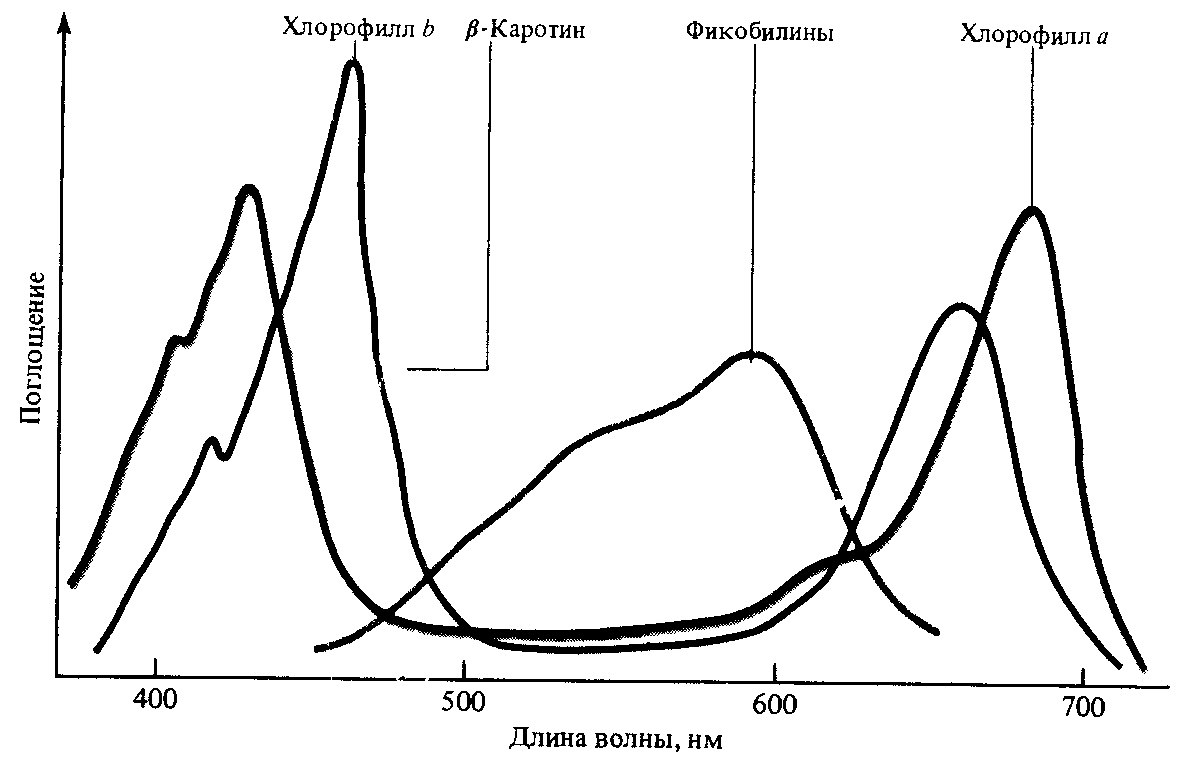 Хлорофилл b
β-Каротин
Фикобилины
Хлорофилл a
Поглощение
400
500
600
700
Длина волны, нм